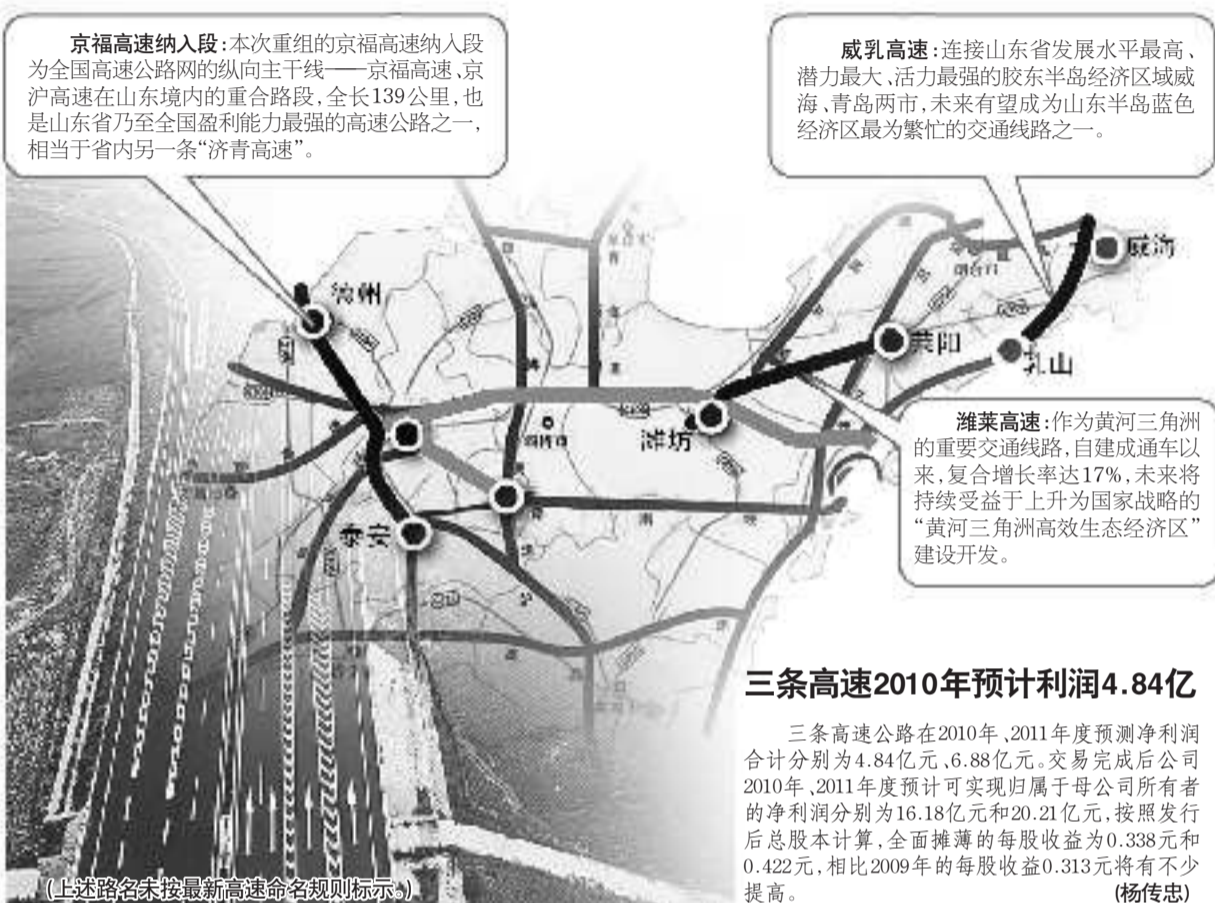 京福高速纳入段:本次重组的京福高速纳入段
为全国高速公路网的纵向主干线——京福高速、京
沪高速在山东境内的重合路段,全长139公里,也
是山东省乃至全国盈利能力最强的高速公路之一,
相当于省内另一条“济青高速”。
威乳高速:连接山东省发展水平最高、
潜力最大、活力最强的胶东半岛经济区域威
海、青岛两市,未来有望成为山东半岛蓝色
经济区最为繁忙的交通线路之一。
德州
威海
莱阳
乳山
潍坊
泰安
潍莱高速:作为黄河三角洲
的重要交通线路,自建成通车以
来,复合增长率达17%,未来将
持续受益于上升为国家战略的
“黄河三角洲高效生态经济区”
建设开发。
三条高速2010年预计利润4.84亿
三条高速公路在2010年、2011年度预测净利润
合计分别为4.84亿元、6.88亿元。交易完成后公司
2010年、2011年度预计可实现归属于母公司所有者
的净利润分别为16.18亿元和20.21亿元,按照发行
后总股本计算,全面摊薄的每股收益为0.338元和
0.422元,相比2009年的每股收益0.313元将有不少
提高。 (杨传忠)
(上述路名未按最新高速命名规则标示。)